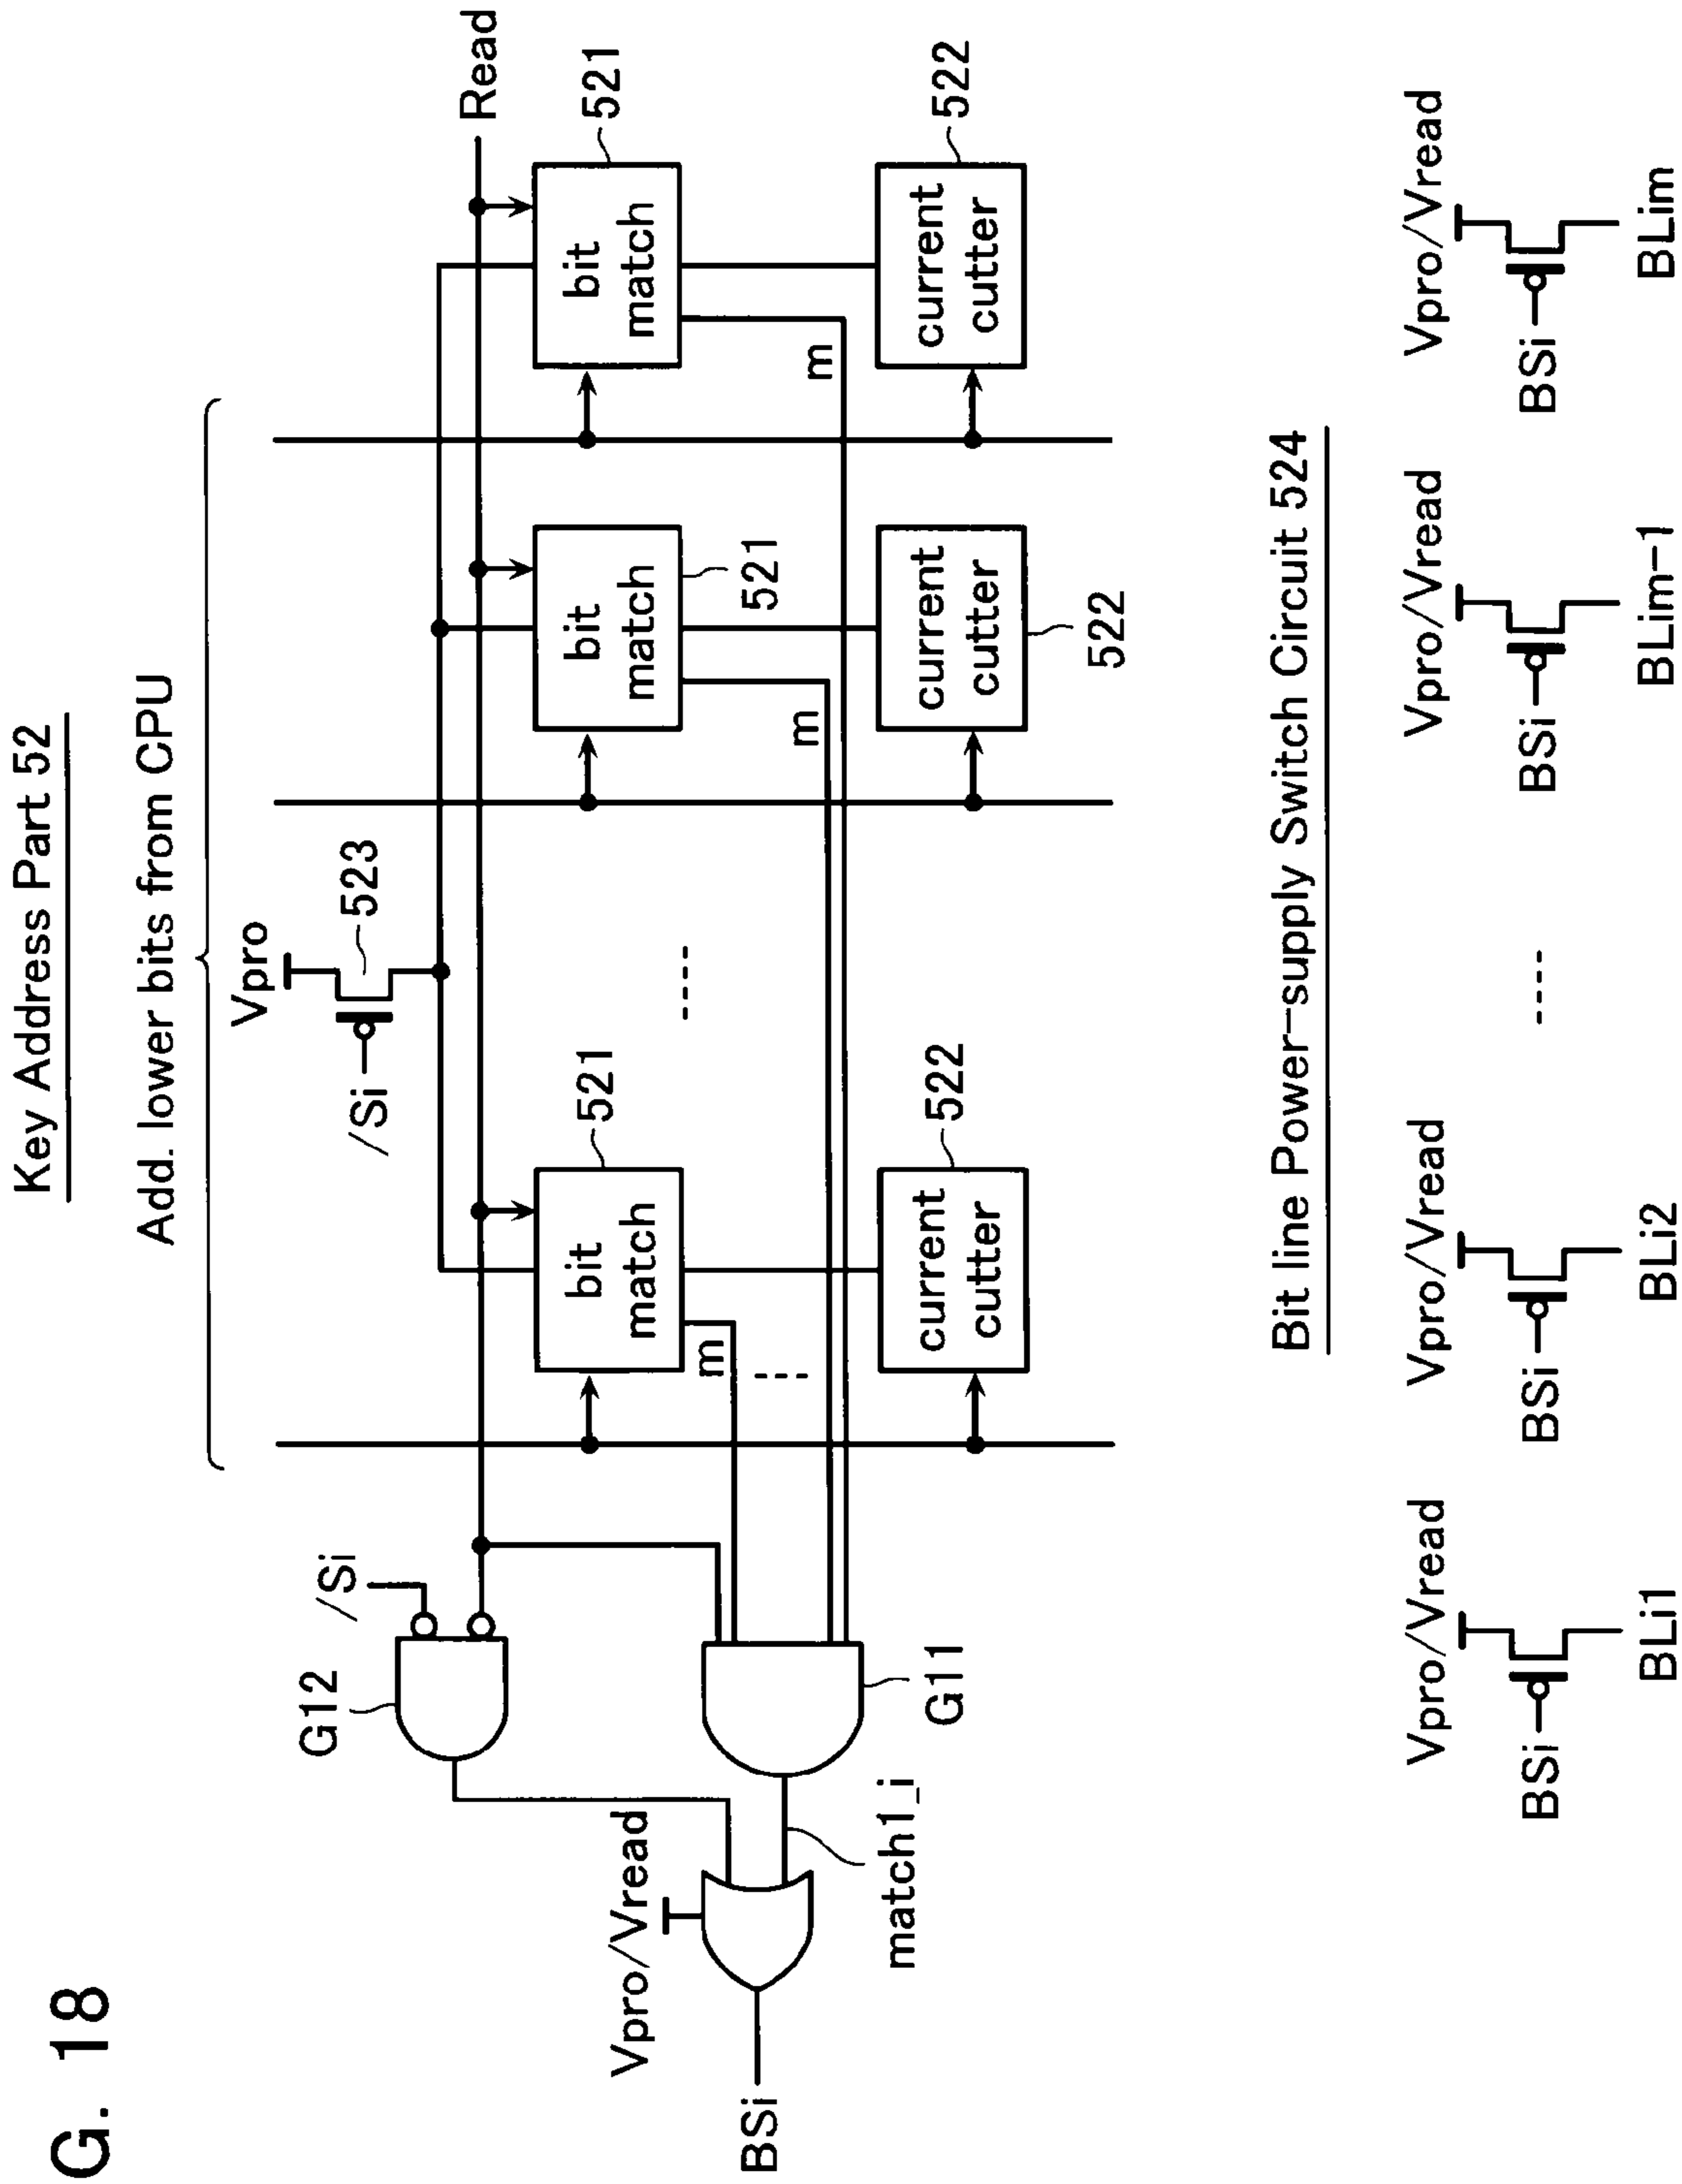 G. 18
Key Address Part 52
Add. lower bits from CPU
Vpro
523
/Si
/Si
Read
G12
bit
match
521
bit
match
521
bit
match
521
m
m
m
Vpro/Vread
BSi
match1_i
G11
current
cutter
522
current
cutter
522
current
cutter
522
Bit line Power-supply Switch Circuit 524
Vpro/Vread
Vpro/Vread
Vpro/Vread
Vpro/Vread
BSi
BSi
BSi
BSi
BLi1
BLi2
BLim-1
BLim